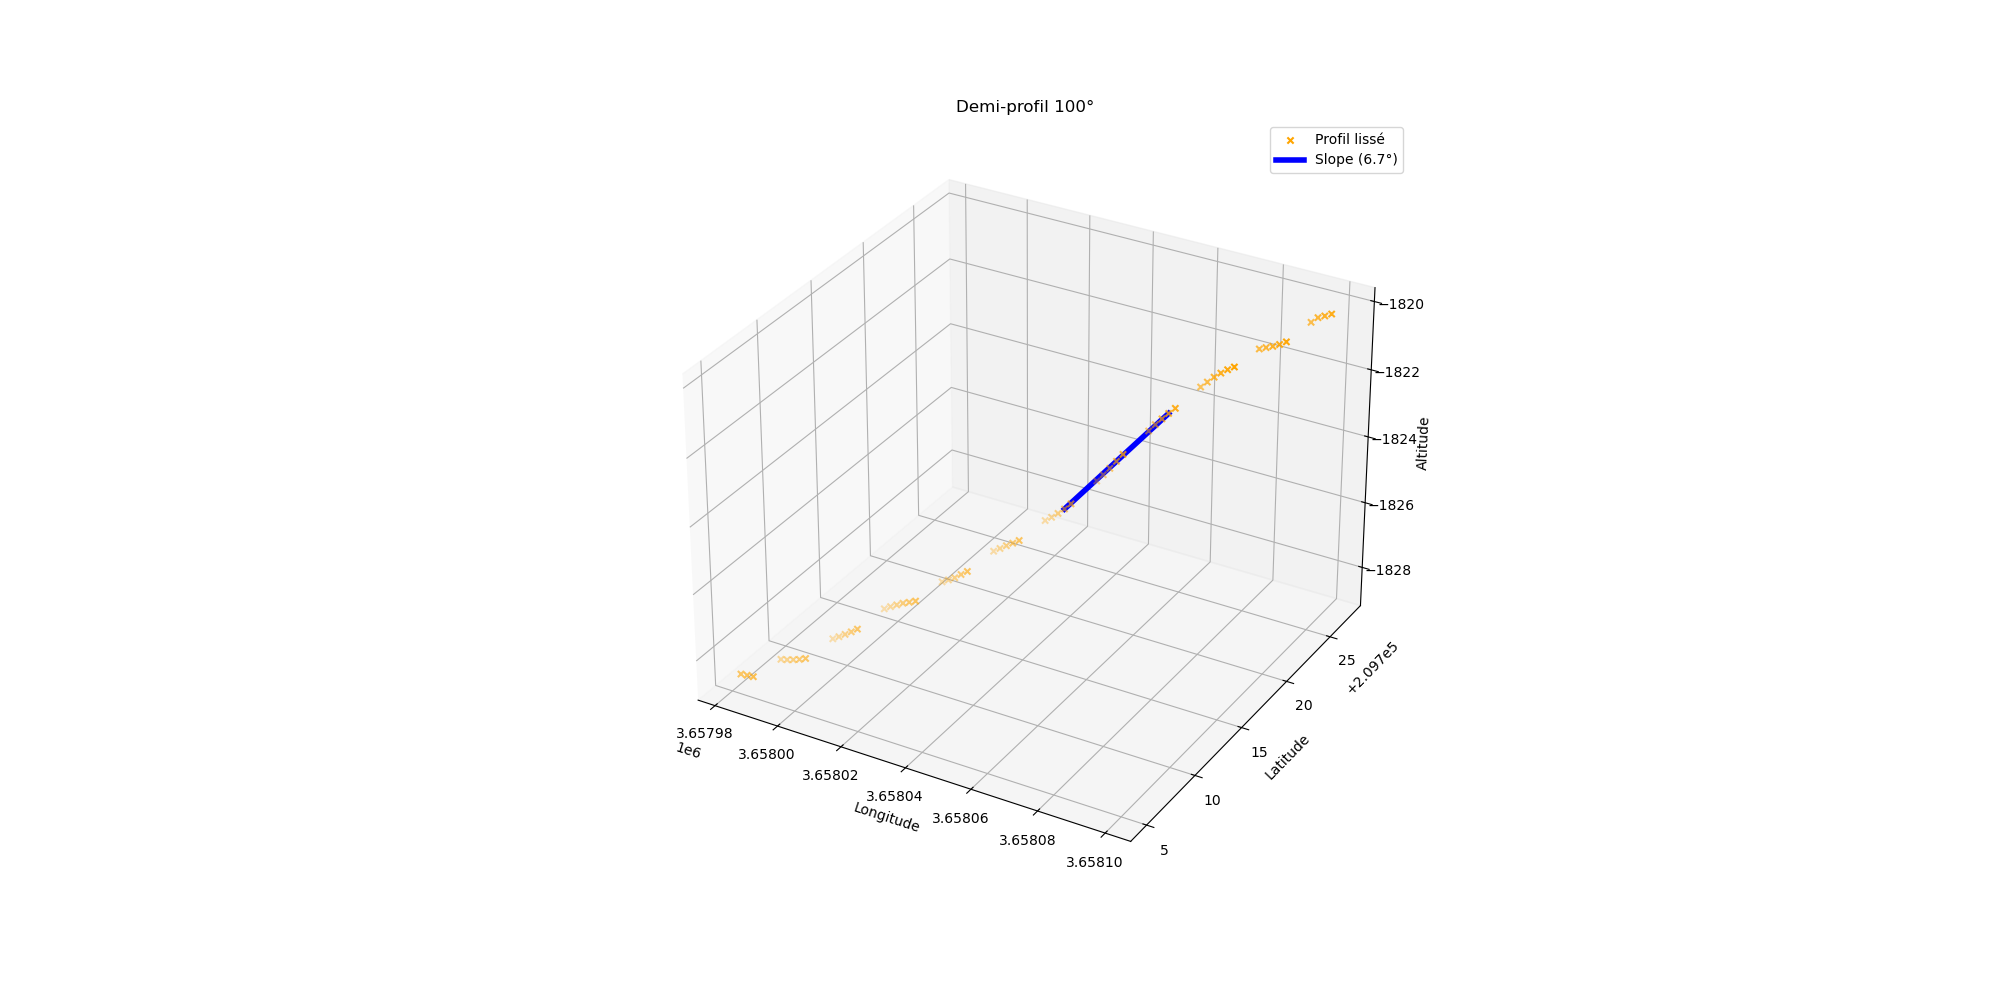 Demi-profil 100°
Profil lissé
Slope (6.7°)
−1820
−1822
−1824
−1826
−1828
Altitude
25
20
15
10
5
+2.097e5
Latitude
3.65798
3.65800
3.65802
3.65804
3.65806
3.65808
3.65810
1e6
Longitude